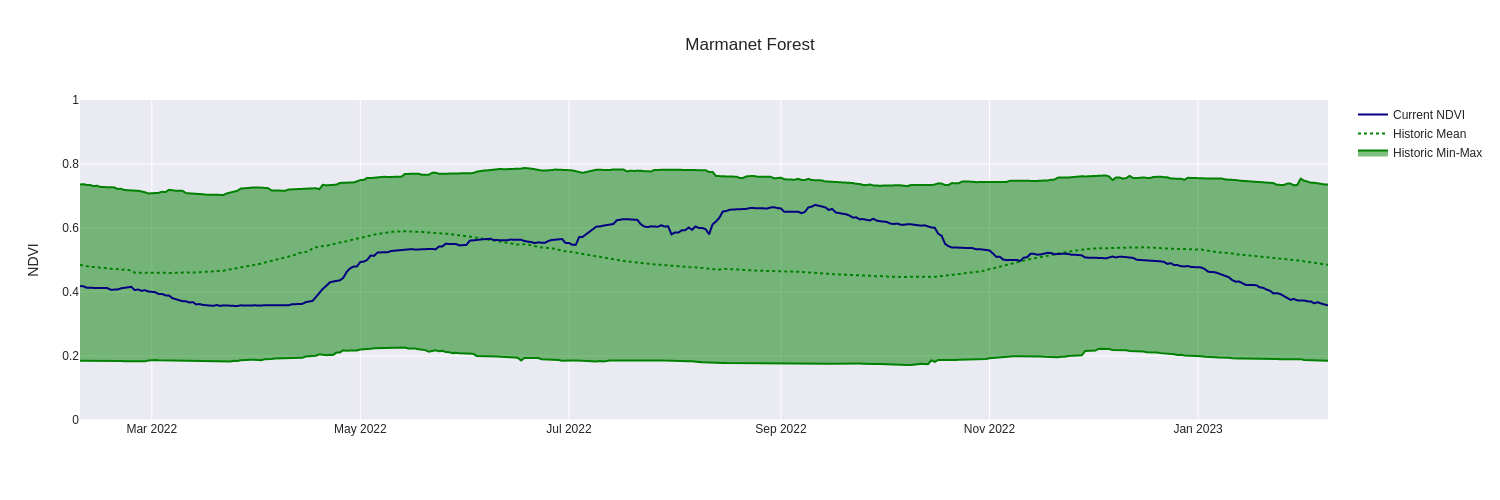 Marmanet Forest
NDVI
1
0.8
0.6
0.4
0.2
0
Mar 2022
May 2022
Jul 2022
Sep 2022
Nov 2022
Jan 2023
Current NDVI
Historic Mean
Historic Min-Max